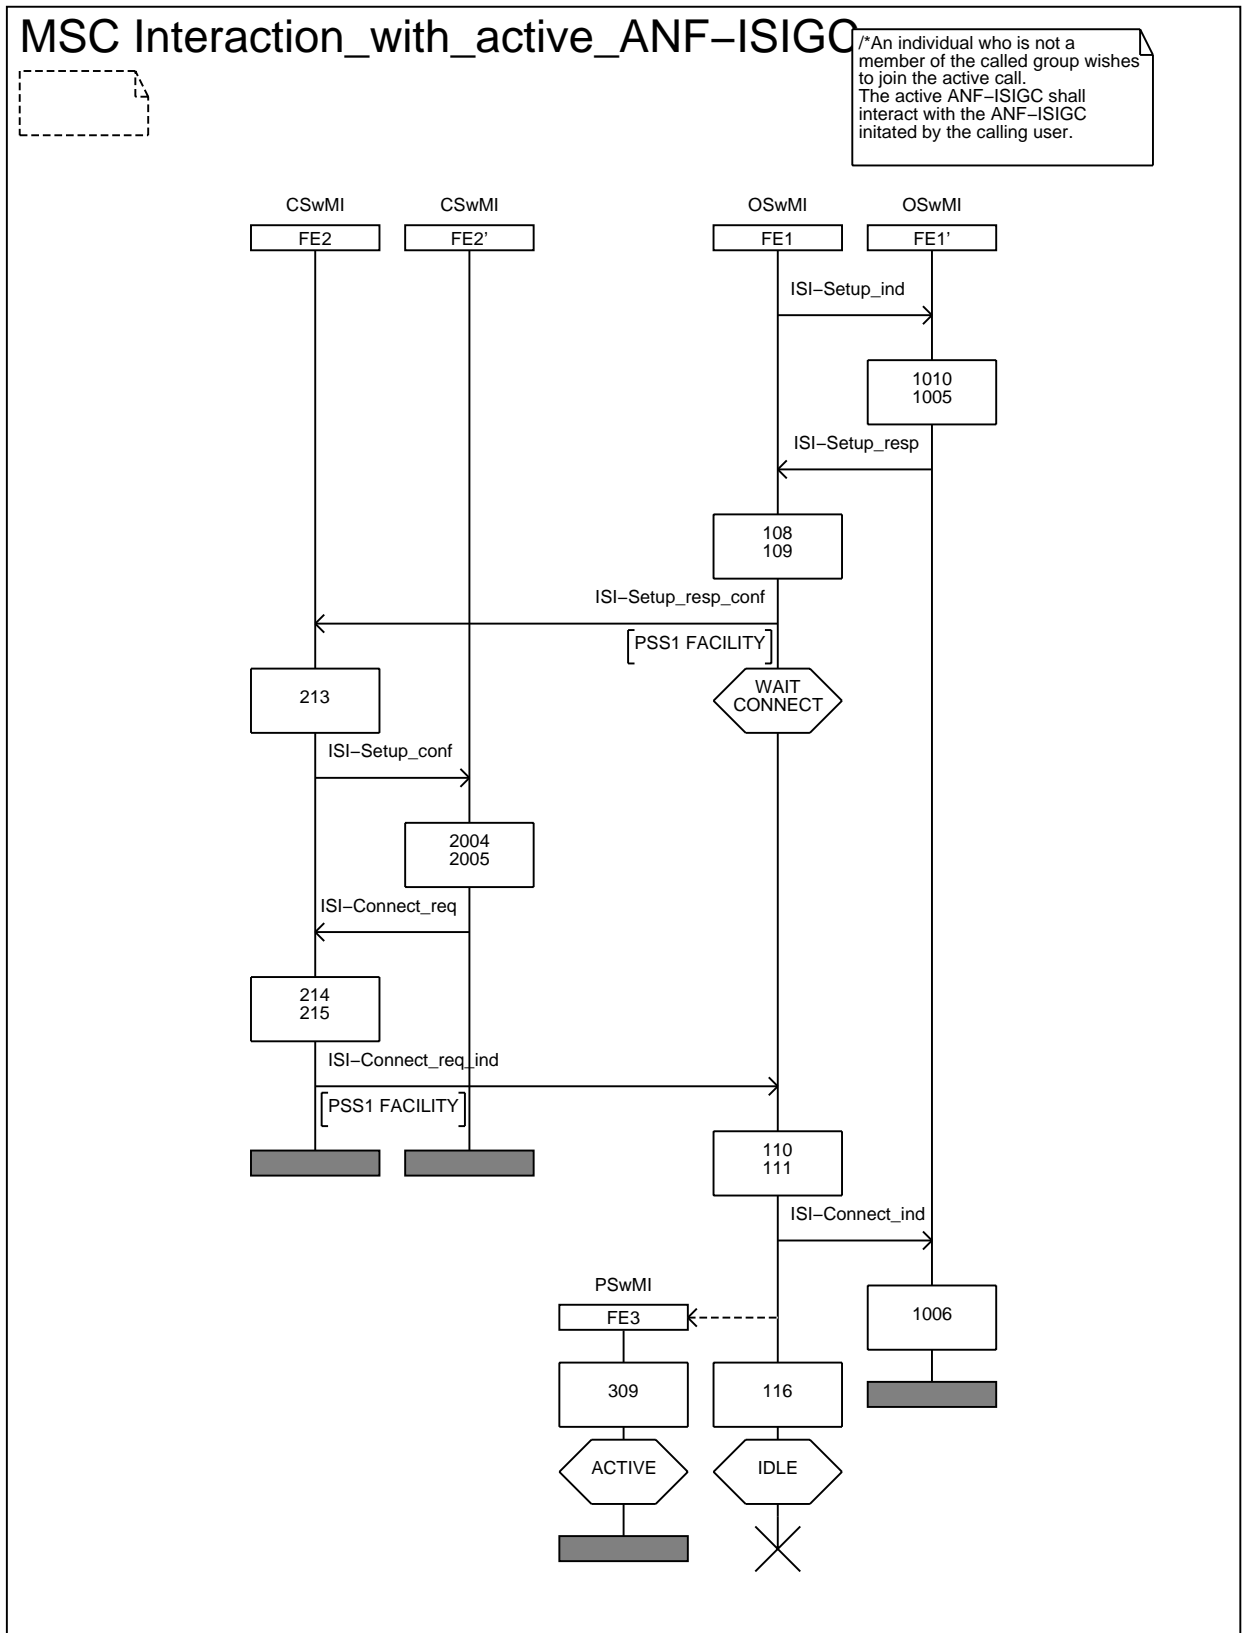 MSC Interaction_with_active_ANF−ISIGC
/*An individual who is not a
member of the called group wishes
to join the active call.
The active ANF−ISIGC shall
interact with the ANF−ISIGC
initated by the calling user.
CSwMI CSwMI OSwMI OSwMI
FE2 FE2' FE1 FE1'
ISI−Setup_ind
1010
1005
ISI−Setup_resp
108
109
ISI−Setup_resp_conf
PSS1 FACILITY
213
WAIT
CONNECT
ISI−Setup_conf
2004
2005
ISI−Connect_req
214
215
ISI−Connect_req_ind
PSS1 FACILITY
110
111
ISI−Connect_ind
PSwMI
FE3
1006
309
116
ACTIVE
IDLE